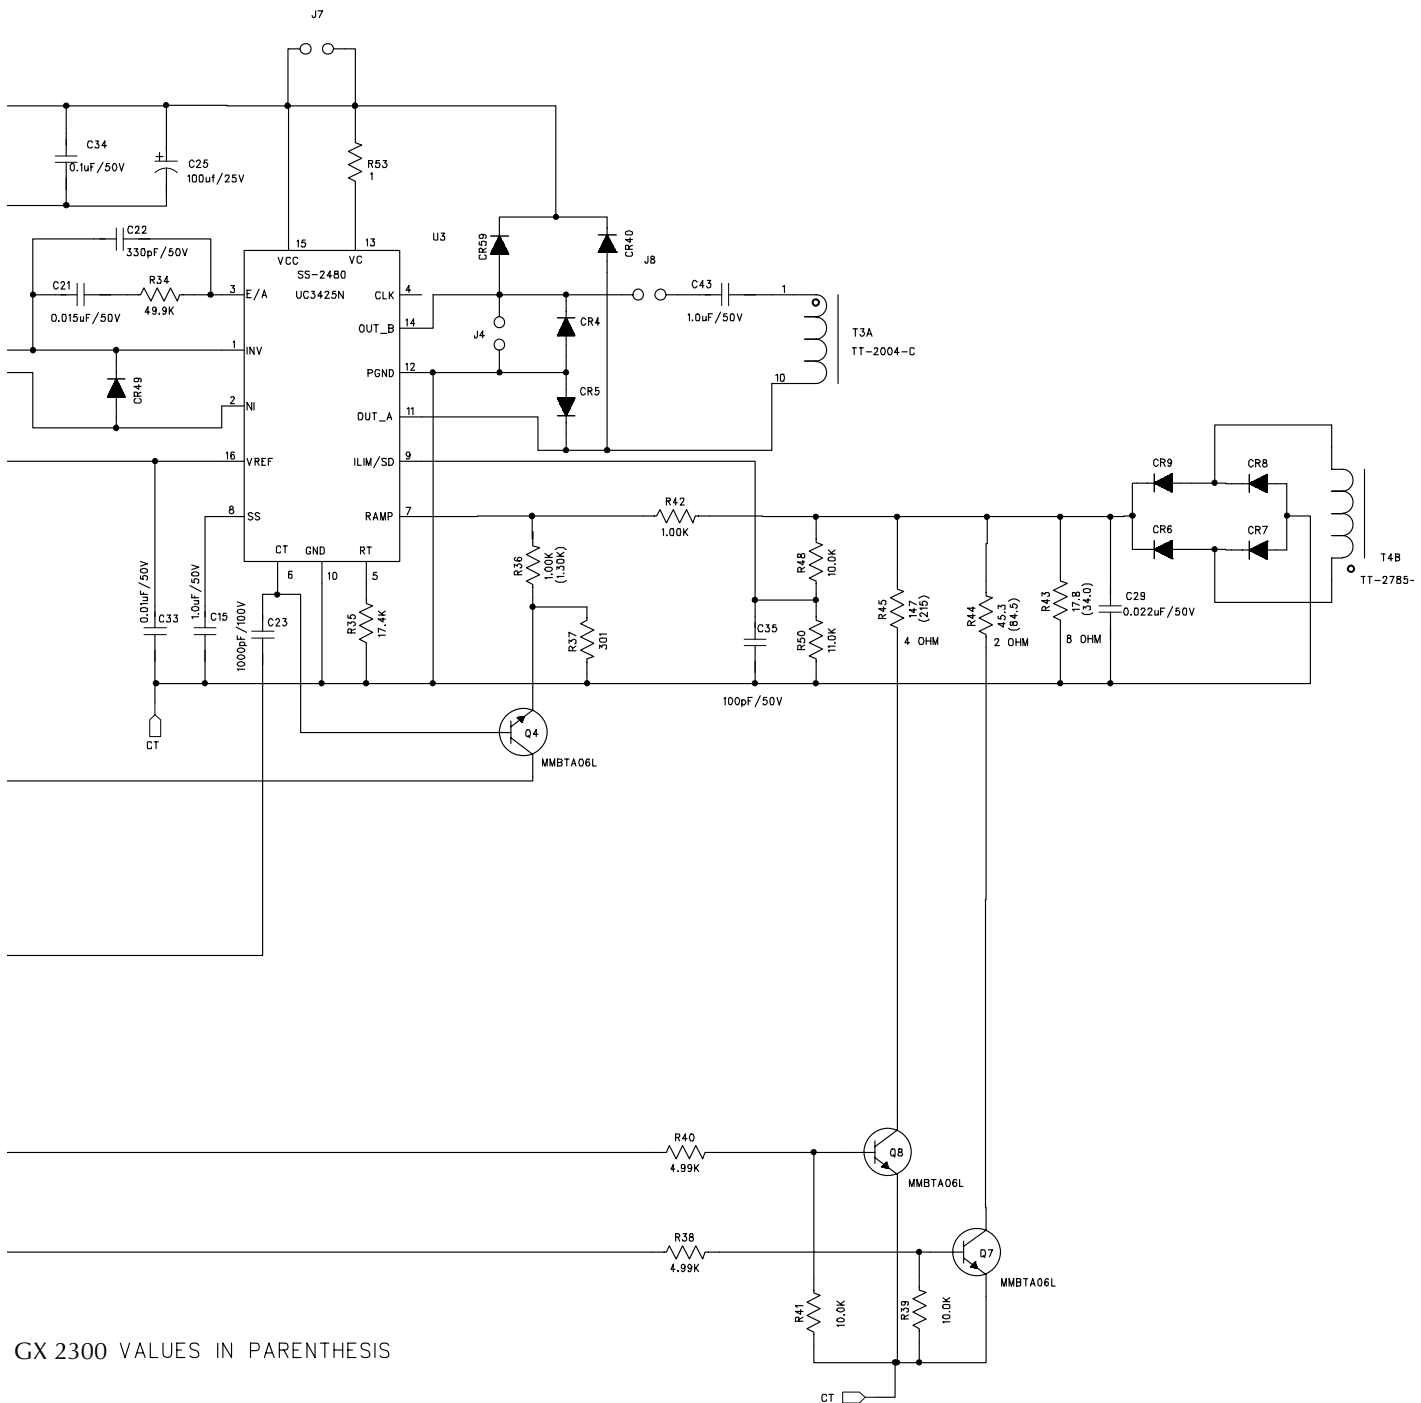 J7
C34
0.1uF/50V
+
C25
100uf/25V
R53
1
C22
330pF/50V
C21
0.015uF/50V
R34
49.9K
CR49
U3
15
13
VCC
VC
SS-2480
UC3425N
3
E/A
CLK
4
OUT_B
14
1
INV
PGND
12
2
NI
OUT_A
11
16
VREF
ILIM/SD
9
8
SS
RAMP
7
CT
GND
RT
6
10
5
CR59
CR40
J8
J4
CR4
CR5
C43
1.0uF/50V
1
10
T3A
TT-2004-C
R42
1.00K
R36
1.00K
(1.30K)
R37
301
R48
10.0K
R50
11.0K
C35
100pF/50V
R45
147
(215)
4 OHM
R44
45.3
(84.5)
2 OHM
R43
17.8
(34.0)
8 OHM
C29
0.022uF/50V
CR9
CR8
CR6
CR7
T4B
TT-2785-
0.01uF/50V
C33
1.0uF/50V
C15
1000pF/100V
C23
R35
17.4K
CT
Q4
MMBTA06L
R40
4.99K
Q8
MMBTA06L
R38
4.99K
Q7
MMBTA06L
R41
10.0K
R39
10.0K
GX 2300 VALUES IN PARENTHESIS
CT